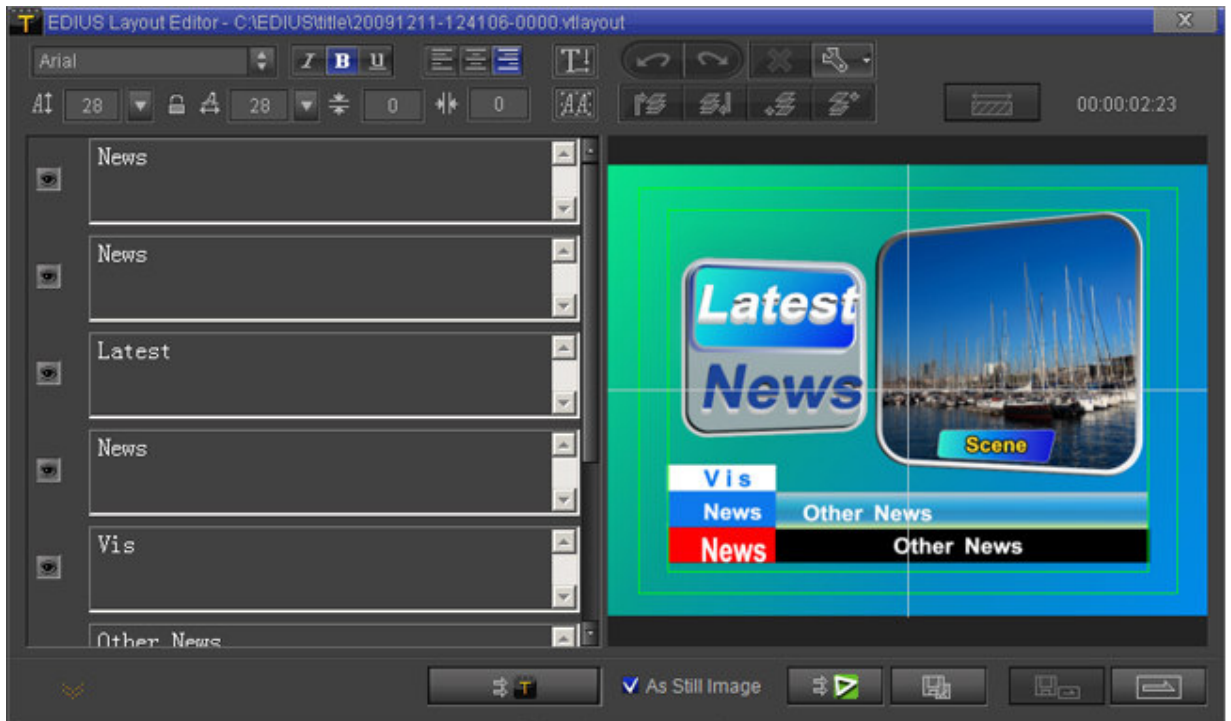 T EDIUS Layout Editor - C:\EDIUS\title\20091211-124106-0000.vtlayout X
Arial I B U T!
A 28 A 28 0 0 AA 00:00:02:23
News
News
Latest
News
Vis
Other News
Latest
News
Scene
Vis
News Other News
News Other News
T As Still Image